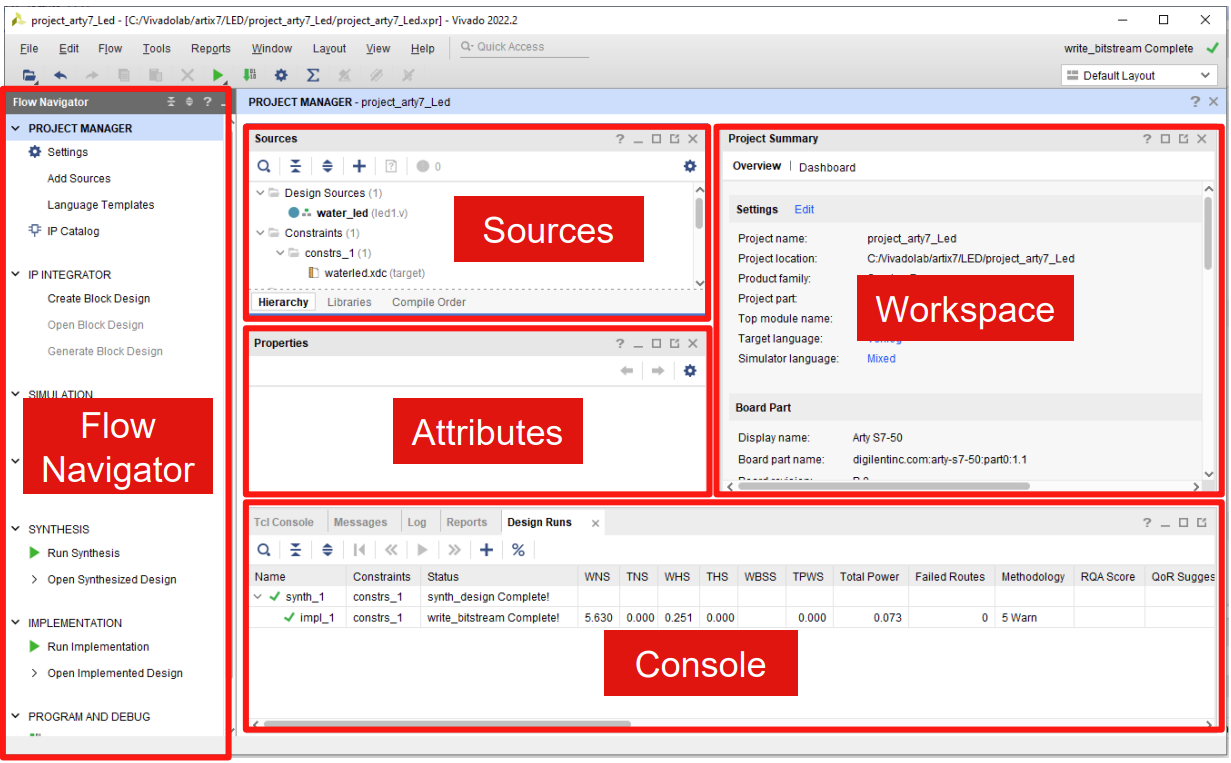 project_arty7_Led - [C:/Vivadolab/artix7/LED/project_arty7_Led/project_arty7_Led.xpr] - Vivado 2022.2
File Edit Flow Tools Reports Window Layout View Help Q- Quick Access
write_bitstream Complete
Default Layout
Flow Navigator
PROJECT MANAGER
Settings
Add Sources
Language Templates
IP Catalog
IP INTEGRATOR
Create Block Design
Open Block Design
Generate Block Design
SIMULATION
Flow
Navigator
SYNTHESIS
Run Synthesis
Open Synthesized Design
IMPLEMENTATION
Run Implementation
Open Implemented Design
PROGRAM AND DEBUG
PROJECT MANAGER - project_arty7_Led
Sources
0
Design Sources (1)
water_led (led1.v)
Constraints (1)
constrs_1 (1)
waterled.xdc (target)
Sources
Hierarchy Libraries Compile Order
Properties
Attributes
Project Summary
Overview | Dashboard
Settings Edit
Project name: project_arty7_Led
Project location: C:/Vivadolab/artix7/LED/project_arty7_Led
Product family:
Project part:
Top module name:
Target language:
Simulator language: Mixed
Workspace
Board Part
Display name: Arty S7-50
Board part name: digilentinc.com:arty-s7-50:part0:1.1
Tcl Console Messages Log Reports Design Runs
Name Constraints Status WNS TNS WHS THS WBSS TPWS Total Power Failed Routes Methodology RQA Score QoR Sugges
synth_1 constrs_1 synth_design Complete!
impl_1 constrs_1 write_bitstream Complete! 5.630 0.000 0.251 0.000 0.000 0.073 0 5 Warn
Console